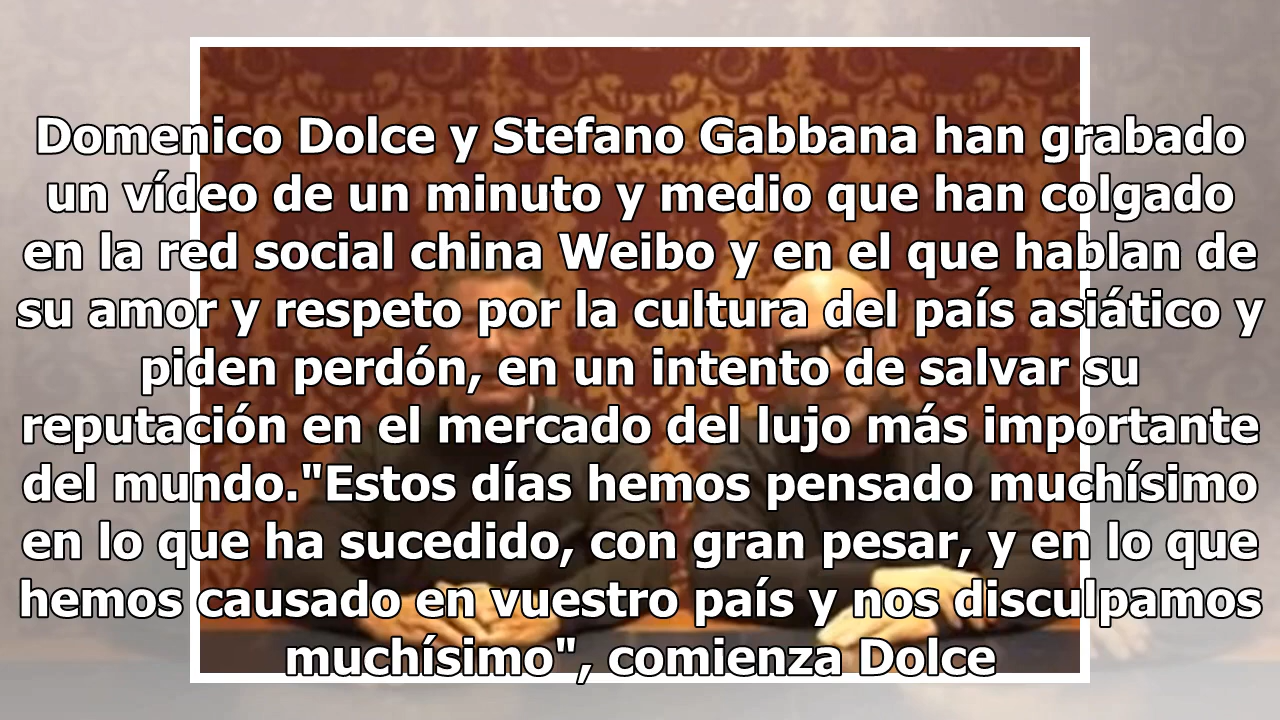 Domenico Dolce y Stefano Gabbana han grabado
un vídeo de un minuto y medio que han colgado
en la red social china Weibo y en el que hablan de
su amor y respeto por la cultura del país asiático y
piden perdón, en un intento de salvar su
reputación en el mercado del lujo más importante
del mundo."Estos días hemos pensado muchísimo
en lo que ha sucedido, con gran pesar, y en lo que
hemos causado en vuestro país y nos disculpamos
muchísimo", comienza Dolce